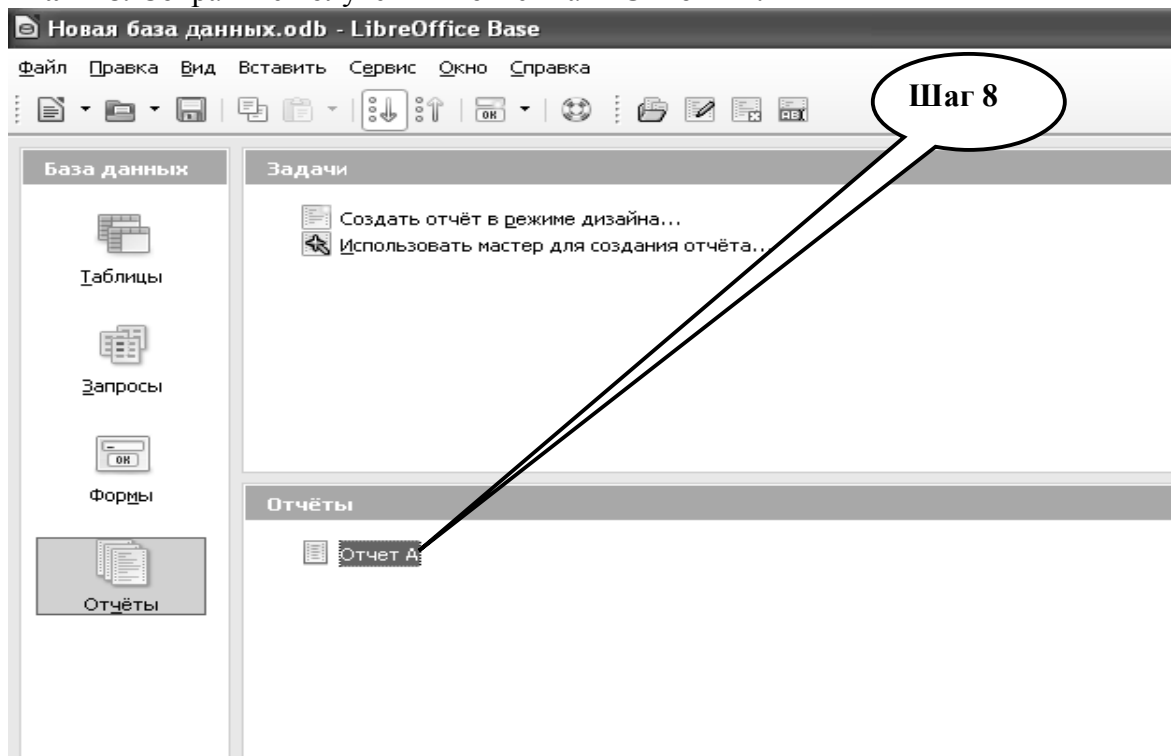 Новая база данных.odb - LibreOffice Base
Файл Правка Вид Вставить Сервис Окно Справка
Шаг 8
База данных
Задачи
Создать отчёт в режиме дизайна...
Использовать мастер для создания отчёта...
Таблицы
Запросы
Формы
Отчёты
Отчёты
Отчет А